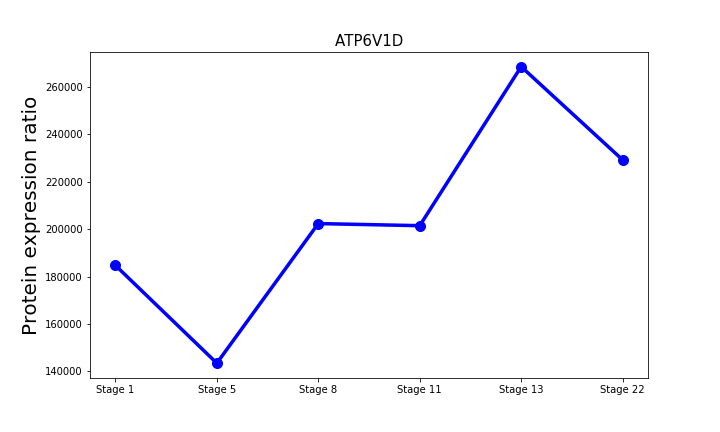 ATP6V1D
Protein expression ratio
260000
240000
220000
200000
180000
160000
140000
Stage 1 Stage 5 Stage 8 Stage 11 Stage 13 Stage 22